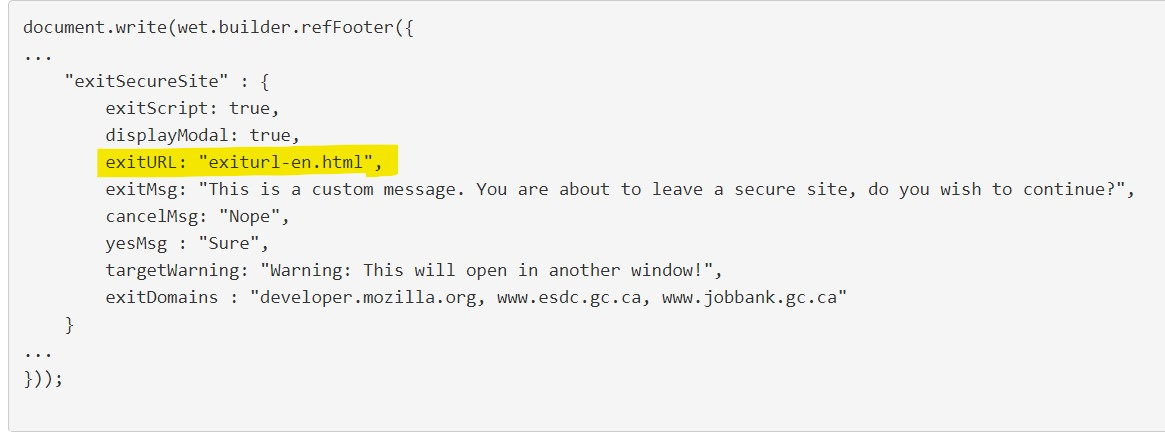 document.write(wet.builder.refFooter({
...
"exitSecureSite" : {
exitScript: true,
displayModal: true,
exitURL: "exiturl-en.html",
exitMsg: "This is a custom message. You are about to leave a secure site, do you wish to continue?",
cancelMsg: "Nope",
yesMsg : "Sure",
targetWarning: "Warning: This will open in another window!",
exitDomains : "developer.mozilla.org, www.esdc.gc.ca, www.jobbank.gc.ca"
}
...
}));